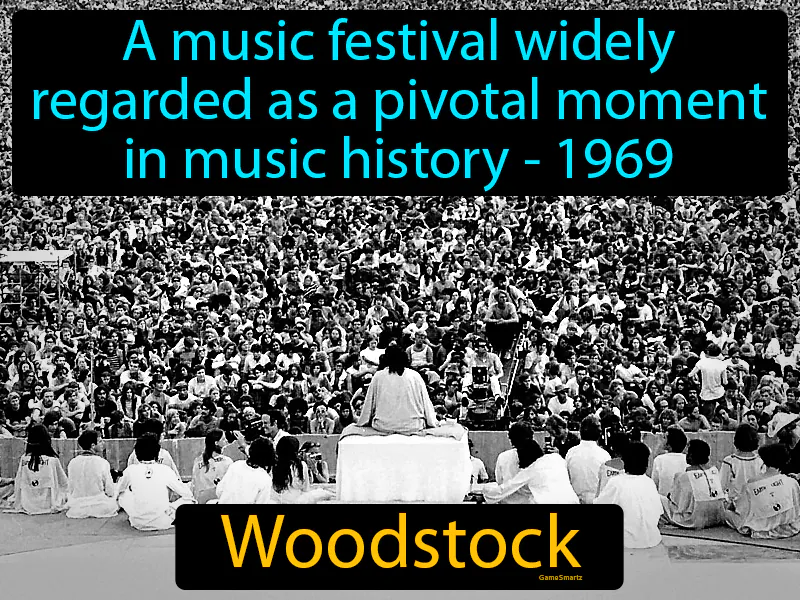 A music festival widely
regarded as a pivotal moment
in music history - 1969
Woodstock
GameSmartz